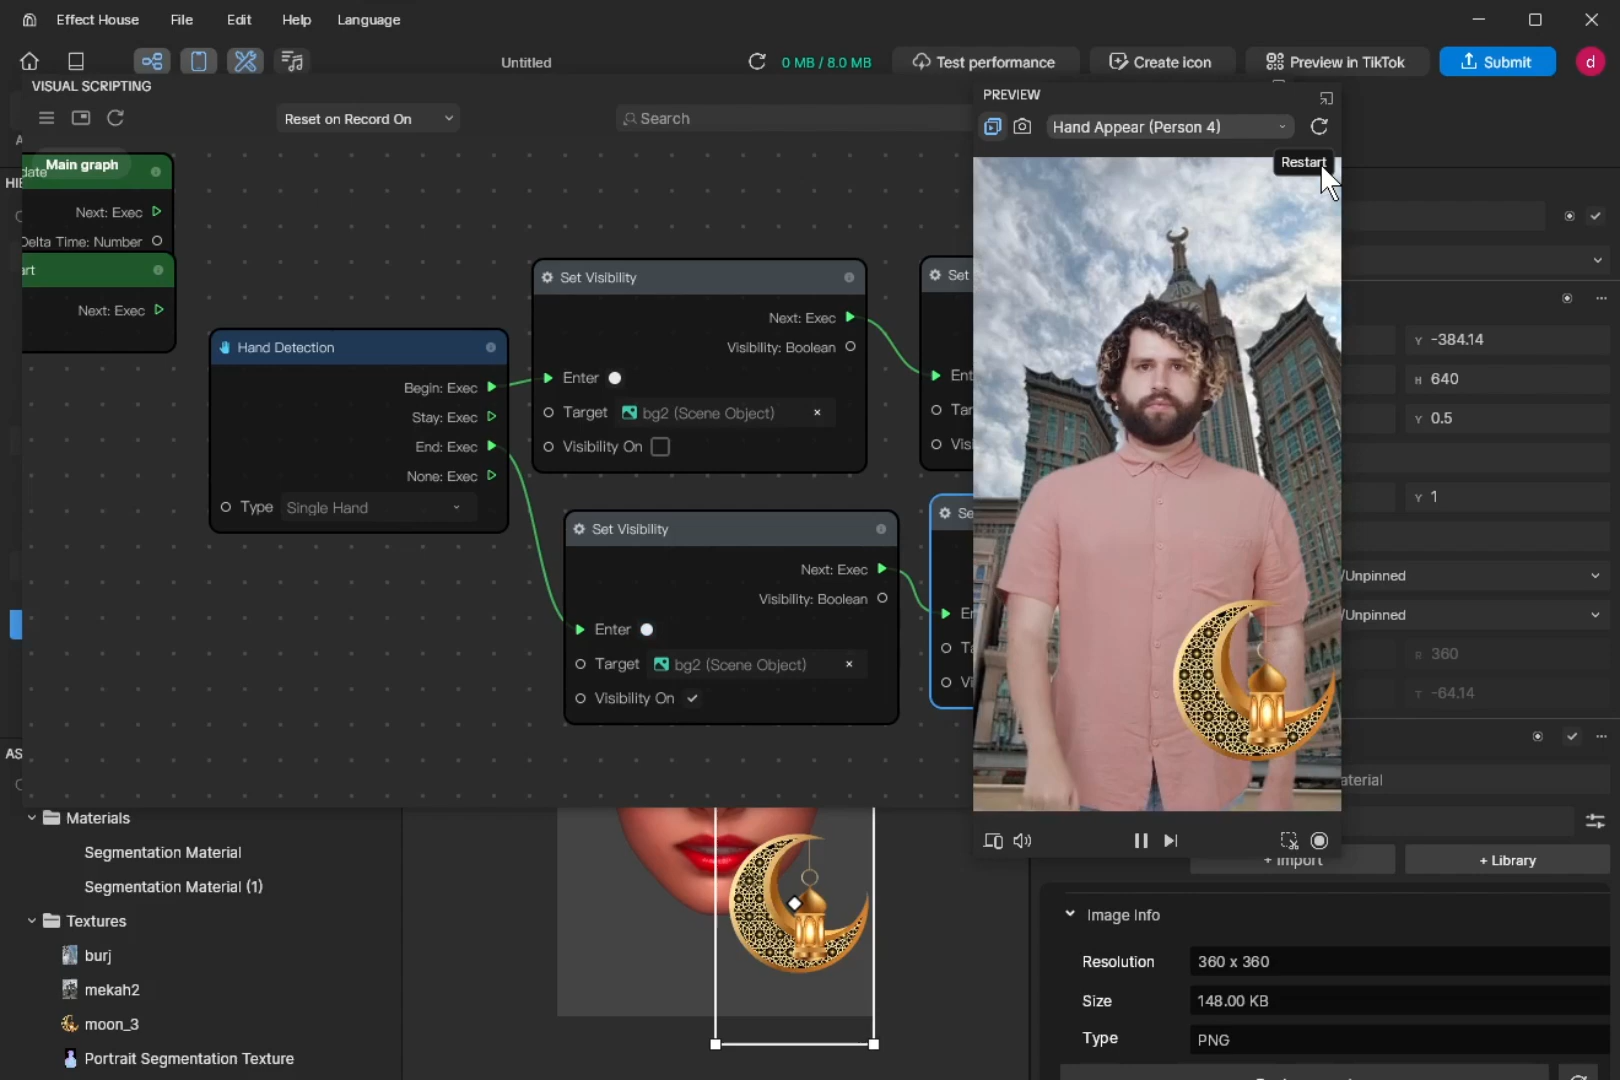 Effect House File Edit Help Language
Untitled
0 MB / 8.0 MB
Test performance
Create icon
Preview in TikTok
Submit
d
VISUAL SCRIPTING
Reset on Record On
Search
PREVIEW
Hand Appear (Person 4)
Restart
Main graph
Next: Exec
Delta Time: Number
Next: Exec
Hand Detection
Begin: Exec
Stay: Exec
End: Exec
None: Exec
Type Single Hand
Set Visibility
Next: Exec
Visibility: Boolean
Enter
Target bg2 (Scene Object)
Visibility On
Set
Set Visibility
Next: Exec
Visibility: Boolean
Enter
Target bg2 (Scene Object)
Visibility On
Y -384.14
H 640
Y 0.5
Y 1
/Unpinned
/Unpinned
R 360
T -64.14
+ Import
+ Library
Materials
Segmentation Material
Segmentation Material (1)
Textures
burj
mekah2
moon_3
Portrait Segmentation Texture
Image Info
Resolution 360 x 360
Size 148.00 KB
Type PNG